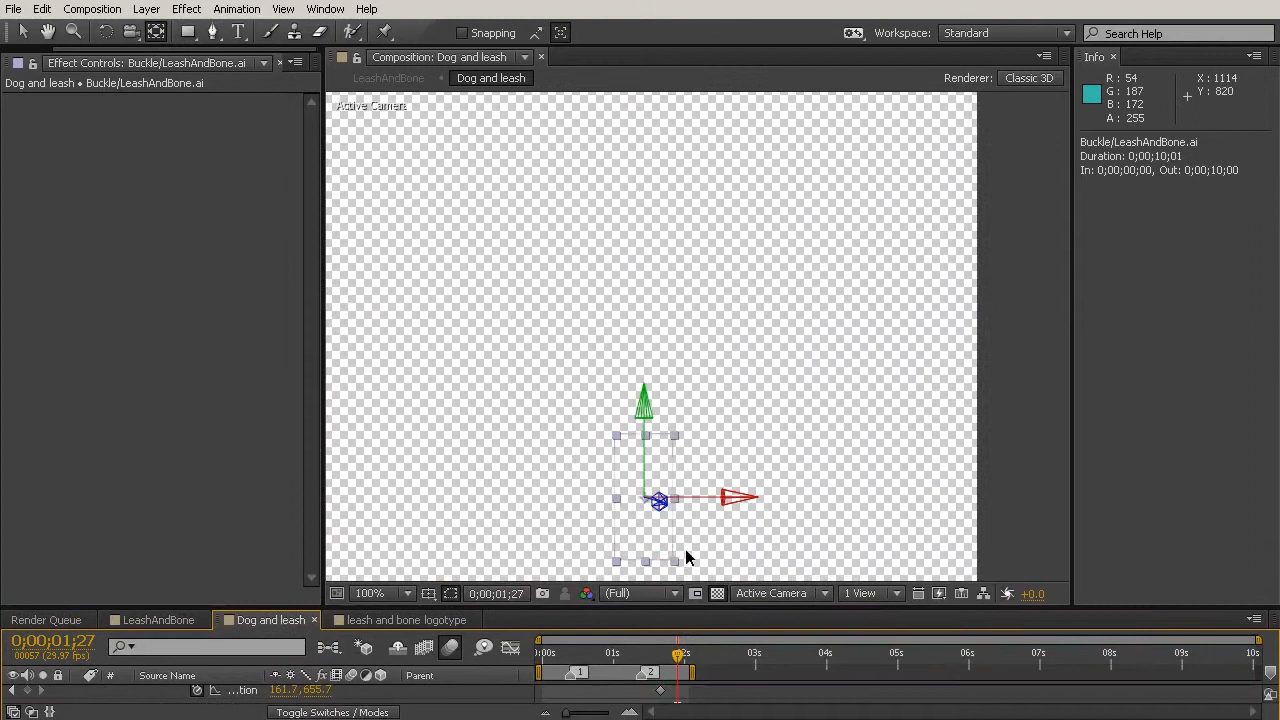 File Edit Composition Layer Effect Animation View Window Help
Snapping Workspace: Standard Search Help
Effect Controls: Buckle/LeashAndBone.ai
Composition: Dog and leash
Info
Dog and leash • Buckle/LeashAndBone.ai
LeashAndBone Dog and leash Renderer: Classic 3D
R: 54 X: 1114
G: 187 Y: 820
B: 172
A: 255
Active Camera
Buckle/LeashAndBone.ai
Duration: 0;00;10;01
In: 0;00;00;00, Out: 0;00;10;00
100% 0;00;01;27 (Full) Active Camera 1 View +0.0
Render Queue LeashAndBone Dog and leash leash and bone logotype
0;00;01;27
00057 (29.97 fps)
:00s 01s 02s 03s 04s 05s 06s 07s 08s 09s 10s
1 2
# Source Name Parent
...tion 161.7,655.7
Toggle Switches / Modes